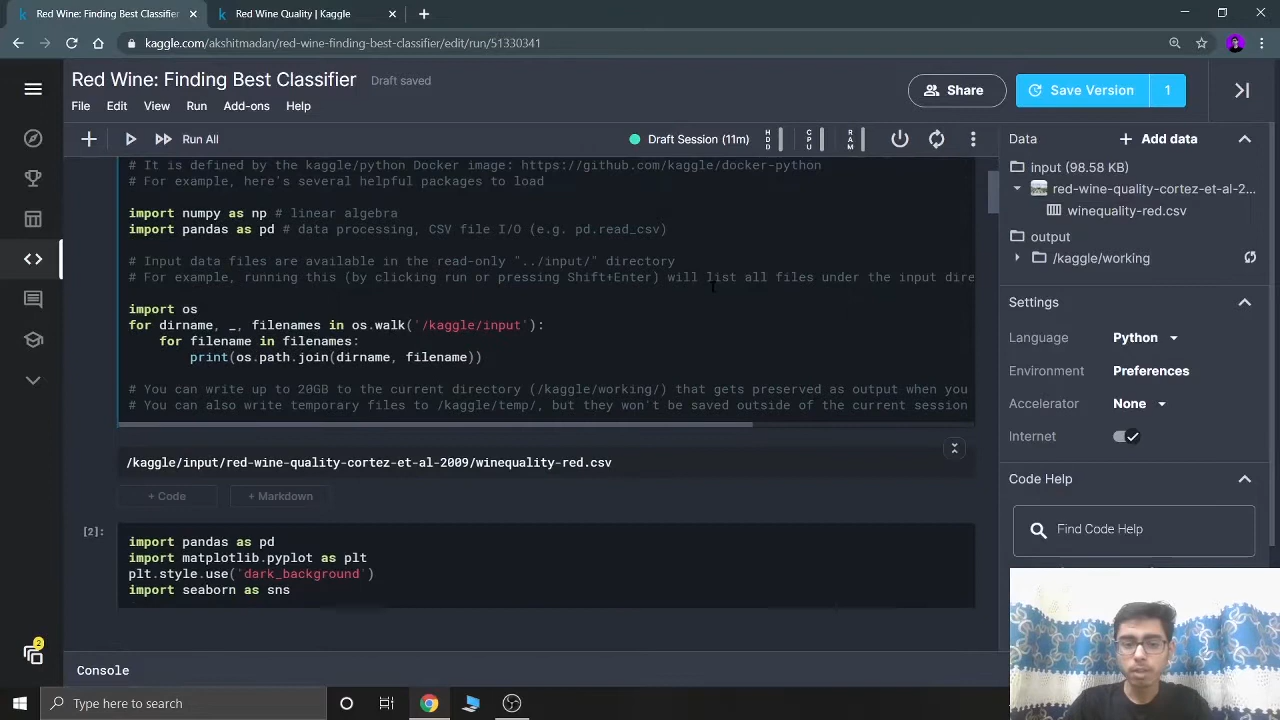 Red Wine: Finding Best Classifier
Red Wine Quality | Kaggle
kaggle.com/akshitmadan/red-wine-finding-best-classifier/edit/run/51330341
Red Wine: Finding Best Classifier Draft saved
Share
Save Version 1
File Edit View Run Add-ons Help
Run All
Draft Session (11m)
HDD
CPU
RAM
# It is defined by the kaggle/python Docker image: https://github.com/kaggle/docker-python
# For example, here's several helpful packages to load
import numpy as np # linear algebra
import pandas as pd # data processing, CSV file I/O (e.g. pd.read_csv)
# Input data files are available in the read-only "../input/" directory
# For example, running this (by clicking run or pressing Shift+Enter) will list all files under the input dire
import os
for dirname, _, filenames in os.walk('/kaggle/input'):
for filename in filenames:
print(os.path.join(dirname, filename))
# You can write up to 20GB to the current directory (/kaggle/working/) that gets preserved as output when you
# You can also write temporary files to /kaggle/temp/, but they won't be saved outside of the current session
/kaggle/input/red-wine-quality-cortez-et-al-2009/winequality-red.csv
+ Code + Markdown
[2]:
import pandas as pd
import matplotlib.pyplot as plt
plt.style.use('dark_background')
import seaborn as sns
Console
Data + Add data
input (98.58 KB)
red-wine-quality-cortez-et-al-2...
winequality-red.csv
output
/kaggle/working
Settings
Language Python
Environment Preferences
Accelerator None
Internet
Code Help
Find Code Help
2
Type here to search